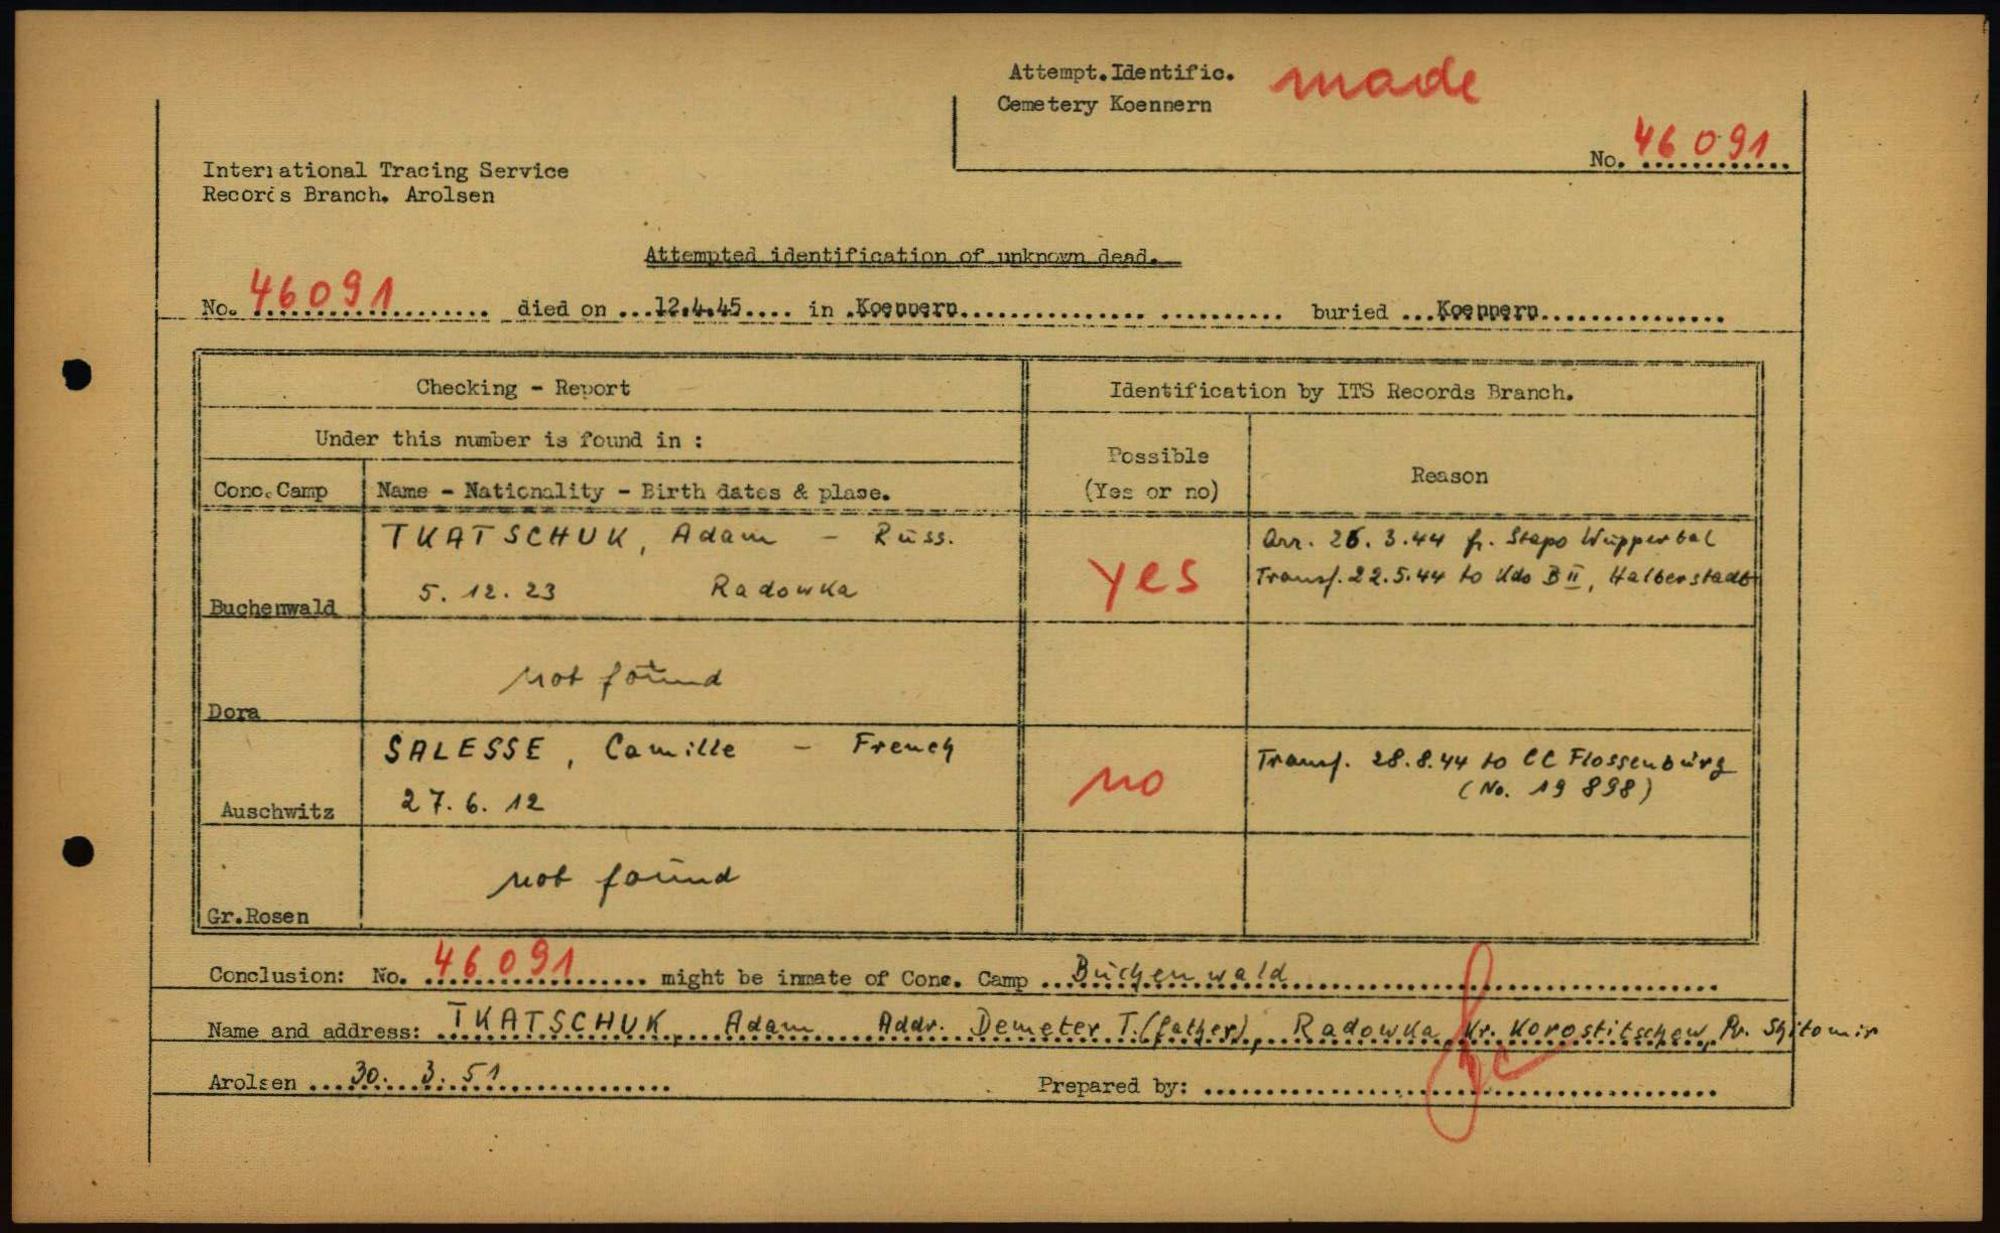 Attempt.Identific. made
Cemetery Koennern
No. 46091
International Tracing Service
Records Branch. Arolsen
Attempted identification of unknown dead.
No. 46091 died on ...12.4.45.... in .Koennern............... .......... buried ...Koennern................
Checking - Report
Identification by ITS Records Branch.
Under this number is found in :
Possible
(Yes or no)
Reason
Conc.Camp
Name - Nationality - Birth dates & plase.
TKATSCHUK, Adam - Russ.
5.12.23 Radowka
Buchenwald
yes
Arr. 26.3.44 fr. Stapo Wuppertal
Transf. 22.5.44 to Kdo B II, Halberstadt
not found
Dora
SALESSE, Camille - French
27.6.12
Auschwitz
no
Transf. 28.8.44 to CC Flossenbürg
(No. 19 898)
not found
Gr.Rosen
Conclusion: No. 46091 might be inmate of Conc. Camp Buchenwald
Name and address: TKATSCHUK, Adam Addr. Demeter T. (father), Radowka, Kr. Korostitschew, Pr. Shitomir
Arolsen 30. 3. 51
Prepared by: